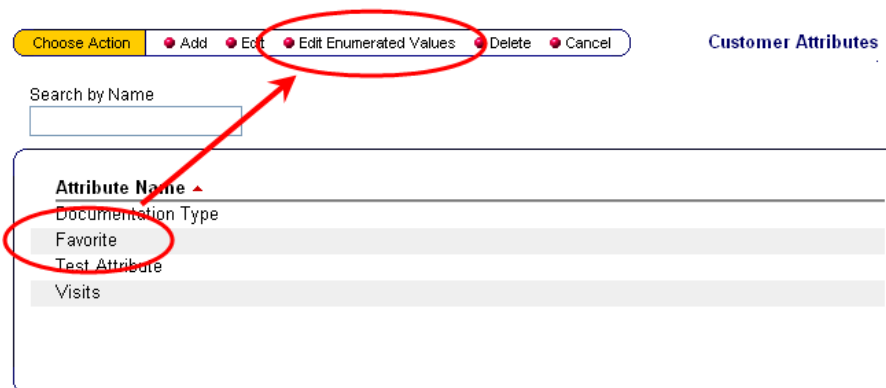 Choose Action Add Edit Edit Enumerated Values Delete Cancel Customer Attributes
Search by Name
Attribute Name
Documentation Type
Favorite
Test Attribute
Visits